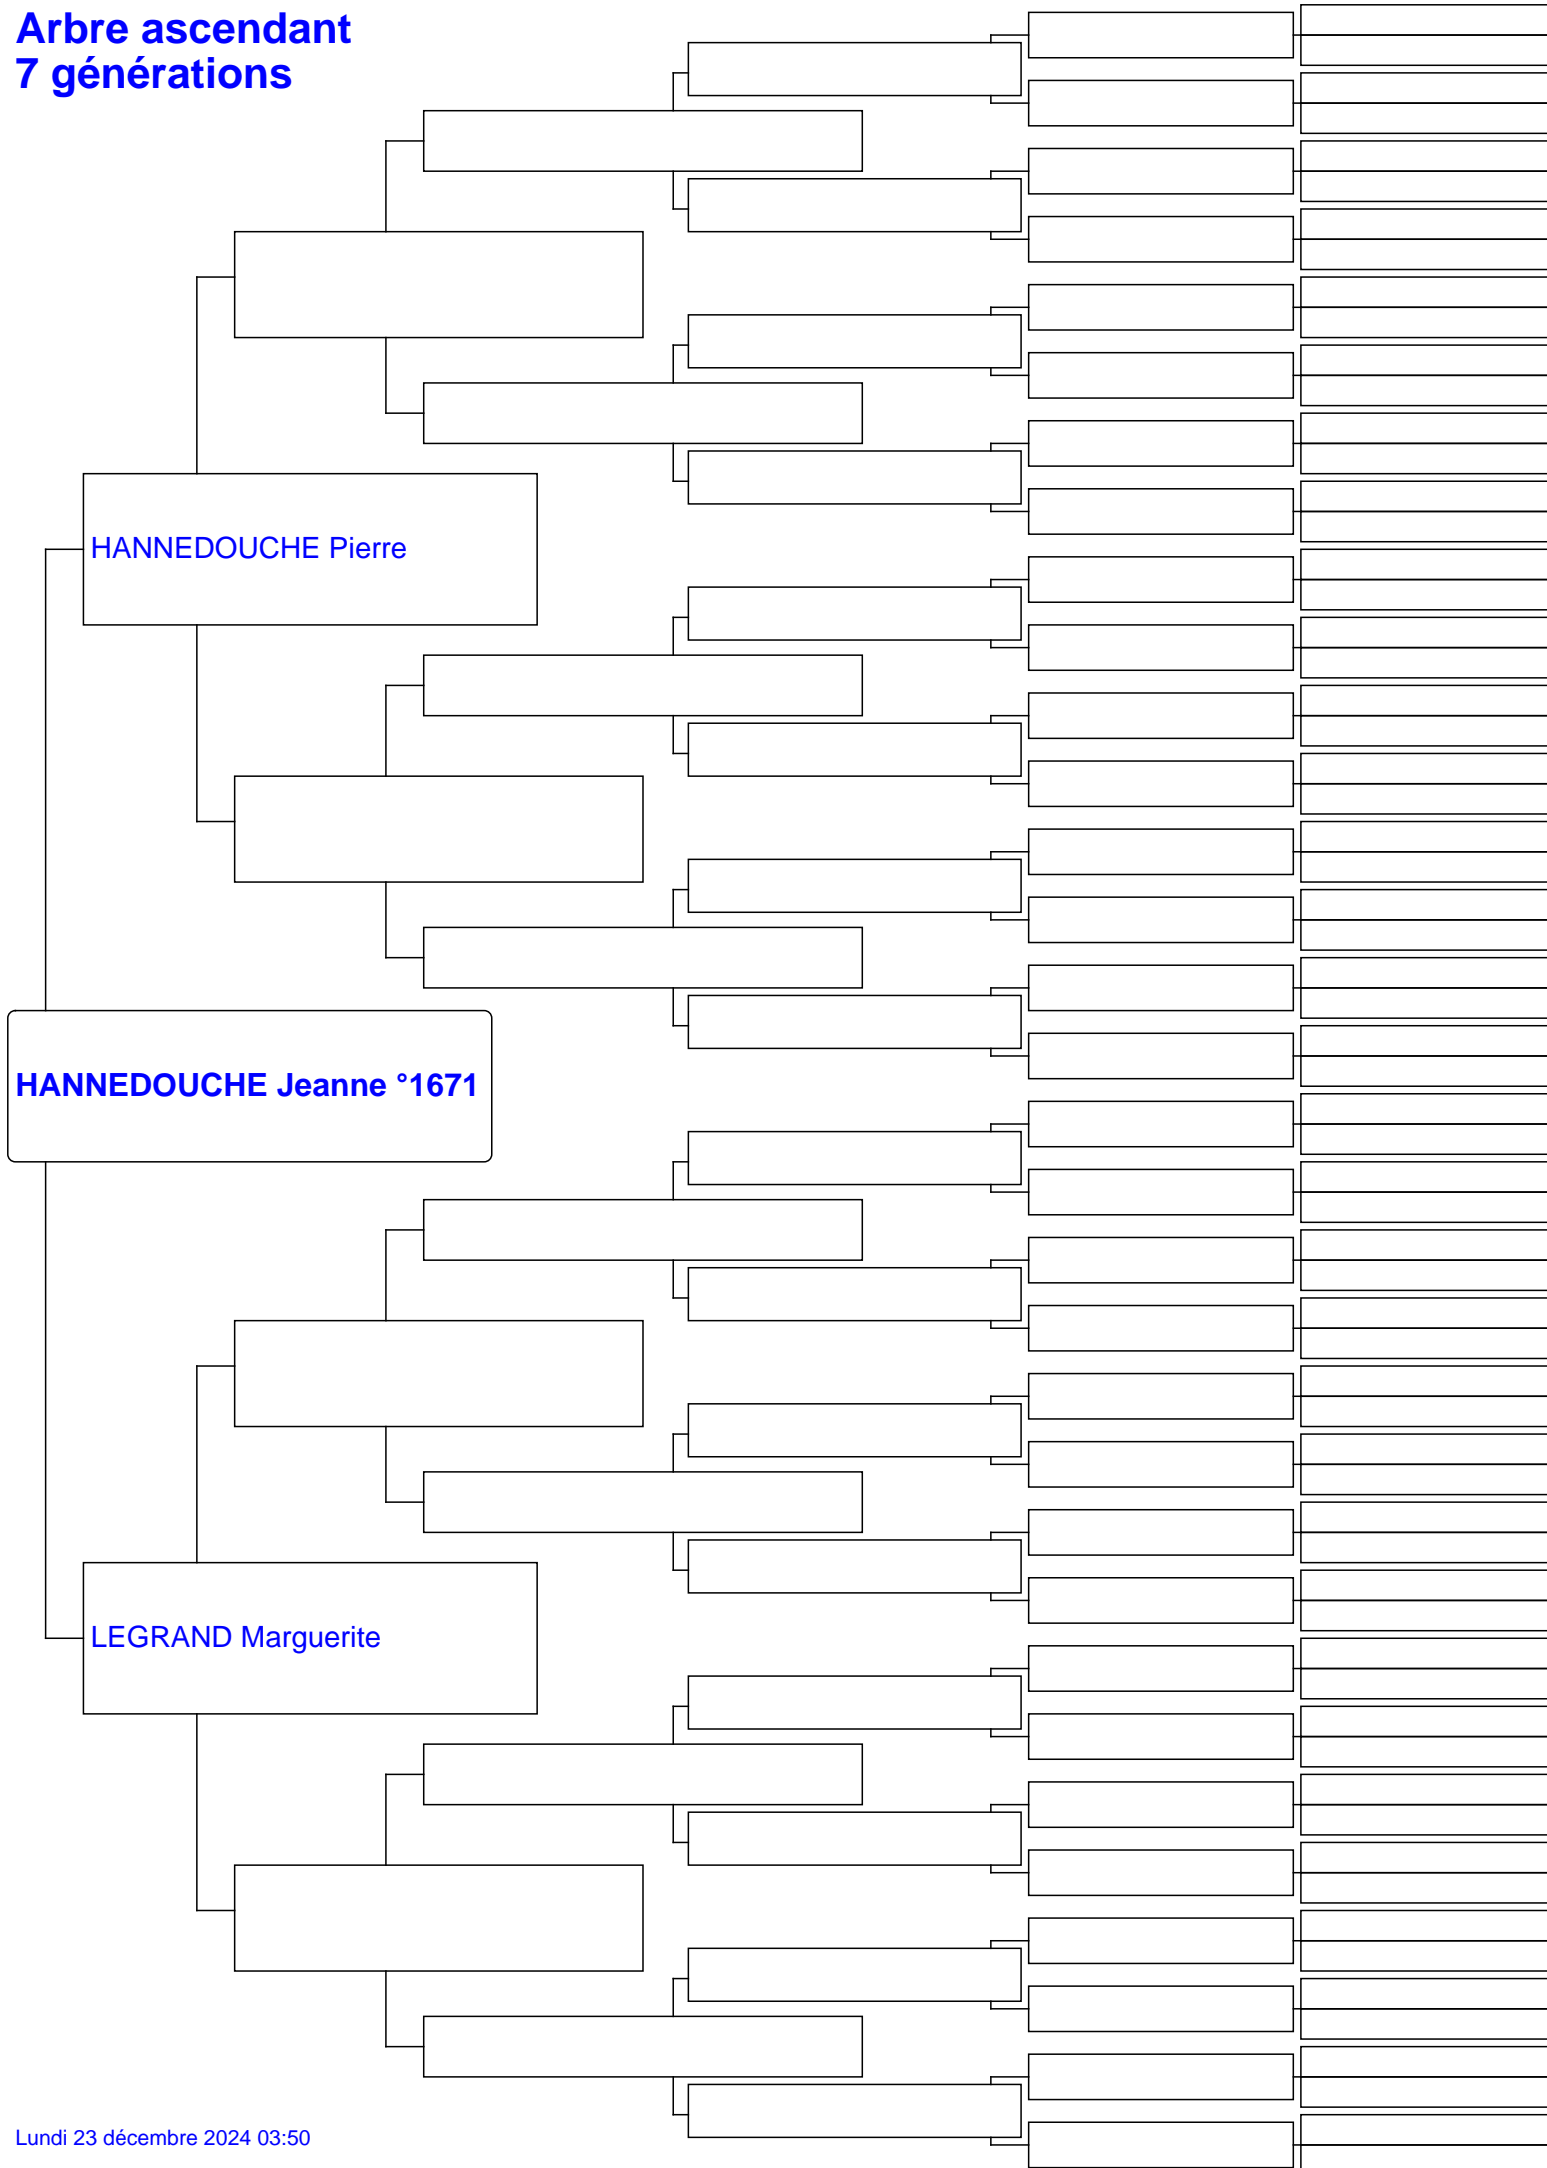 Arbre ascendant
7 générations
HANNEDOUCHE Pierre
HANNEDOUCHE Jeanne °1671
LEGRAND Marguerite
Lundi 23 décembre 2024 03:50